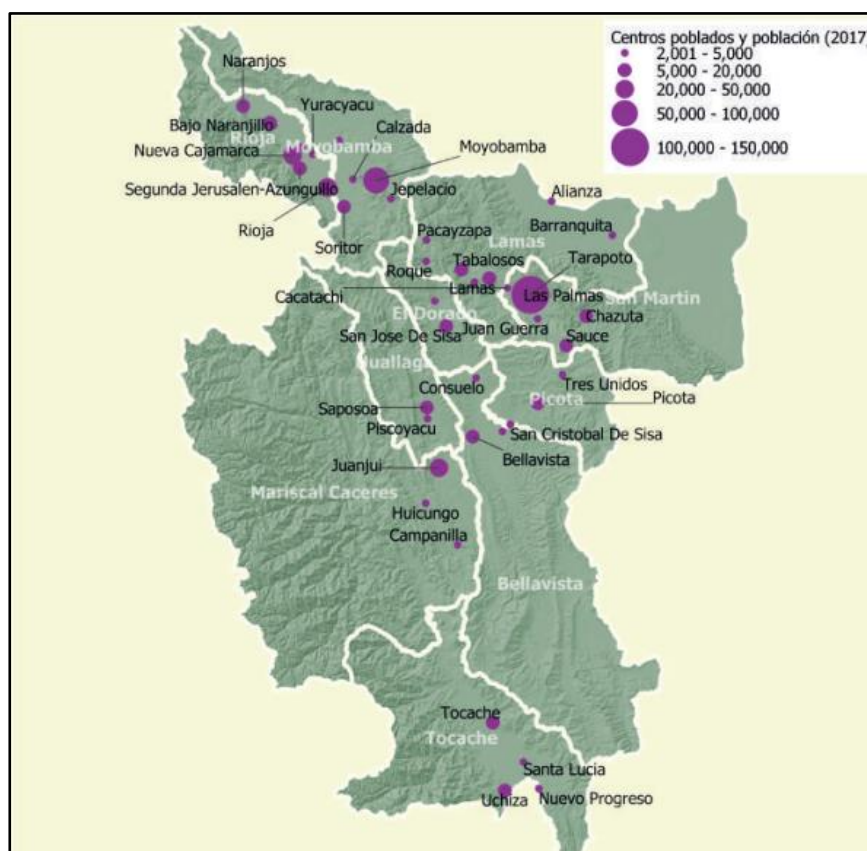 Centros poblados y población (2017)
2,001 - 5,000
5,000 - 20,000
20,000 - 50,000
50,000 - 100,000
100,000 - 150,000
Naranjos
Yuracyacu
Bajo Naranjillo
Rioja
Calzada
Nueva Cajamarca
Moyobamba
Moyobamba
Segunda Jerusalen-Azunguillo
Jepelacio
Alianza
Rioja
Soritor
Pacayzapa
Barranquita
Lamas
Roque
Tabalosos
Tarapoto
Cacatachi
Lamas
Las Palmas
San Martin
El Dorado
Chazuta
San Jose De Sisa
Juan Guerra
Sauce
Huallaga
Consuelo
Tres Unidos
Saposoa
Picota
Picota
Piscoyacu
San Cristobal De Sisa
Bellavista
Juanjui
Mariscal Caceres
Huicungo
Campanilla
Bellavista
Tocache
Tocache
Santa Lucia
Uchiza
Nuevo Progreso